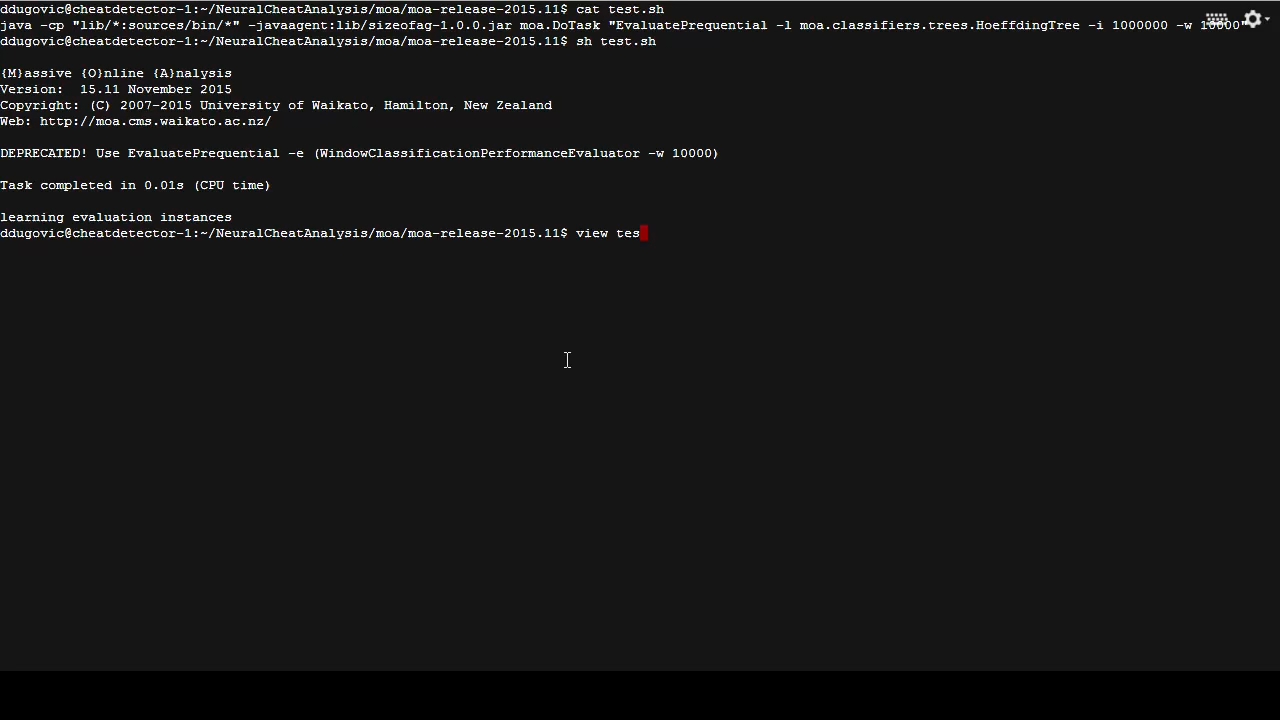 ddugovic@cheatdetector-1:~/NeuralCheatAnalysis/moa/moa-release-2015.11$ cat test.sh
java -cp "lib/*:sources/bin/*" -javaagent:lib/sizeofag-1.0.0.jar moa.DoTask "EvaluatePrequential -l moa.classifiers.trees.HoeffdingTree -i 1000000 -w 10000"
ddugovic@cheatdetector-1:~/NeuralCheatAnalysis/moa/moa-release-2015.11$ sh test.sh
{M}assive {O}nline {A}nalysis
Version:  15.11 November 2015
Copyright: (C) 2007-2015 University of Waikato, Hamilton, New Zealand
Web: http://moa.cms.waikato.ac.nz/
DEPRECATED! Use EvaluatePrequential -e (WindowClassificationPerformanceEvaluator -w 10000)
Task completed in 0.01s (CPU time)
learning evaluation instances
ddugovic@cheatdetector-1:~/NeuralCheatAnalysis/moa/moa-release-2015.11$ view tes